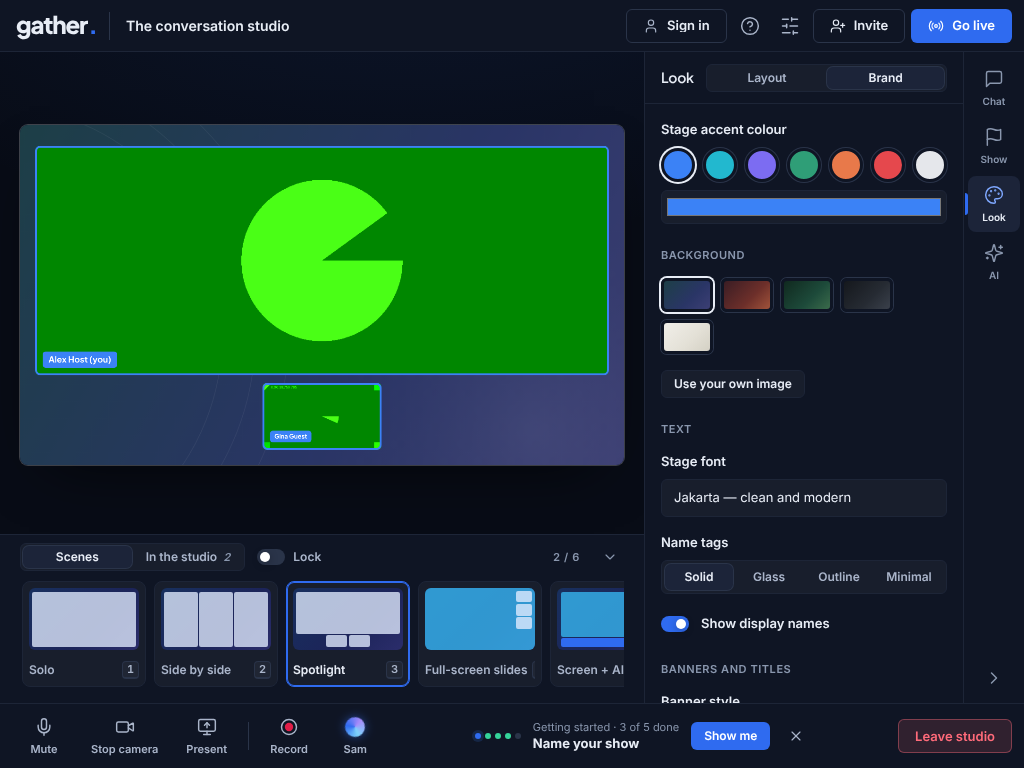 gather.
The conversation studio
Sign in
Invite
Go live
Look
Layout
Brand
Stage accent colour
BACKGROUND
Use your own image
TEXT
Stage font
Jakarta — clean and modern
Name tags
Solid
Glass
Outline
Minimal
Show display names
BANNERS AND TITLES
Banner style
Chat
Show
Look
AI
Alex Host (you)
Gina Guest
Scenes
In the studio 2
Lock
2 / 6
Solo 1
Side by side 2
Spotlight 3
Full-screen slides
Screen + AI
Mute
Stop camera
Present
Record
Sam
Getting started · 3 of 5 done
Name your show
Show me
Leave studio